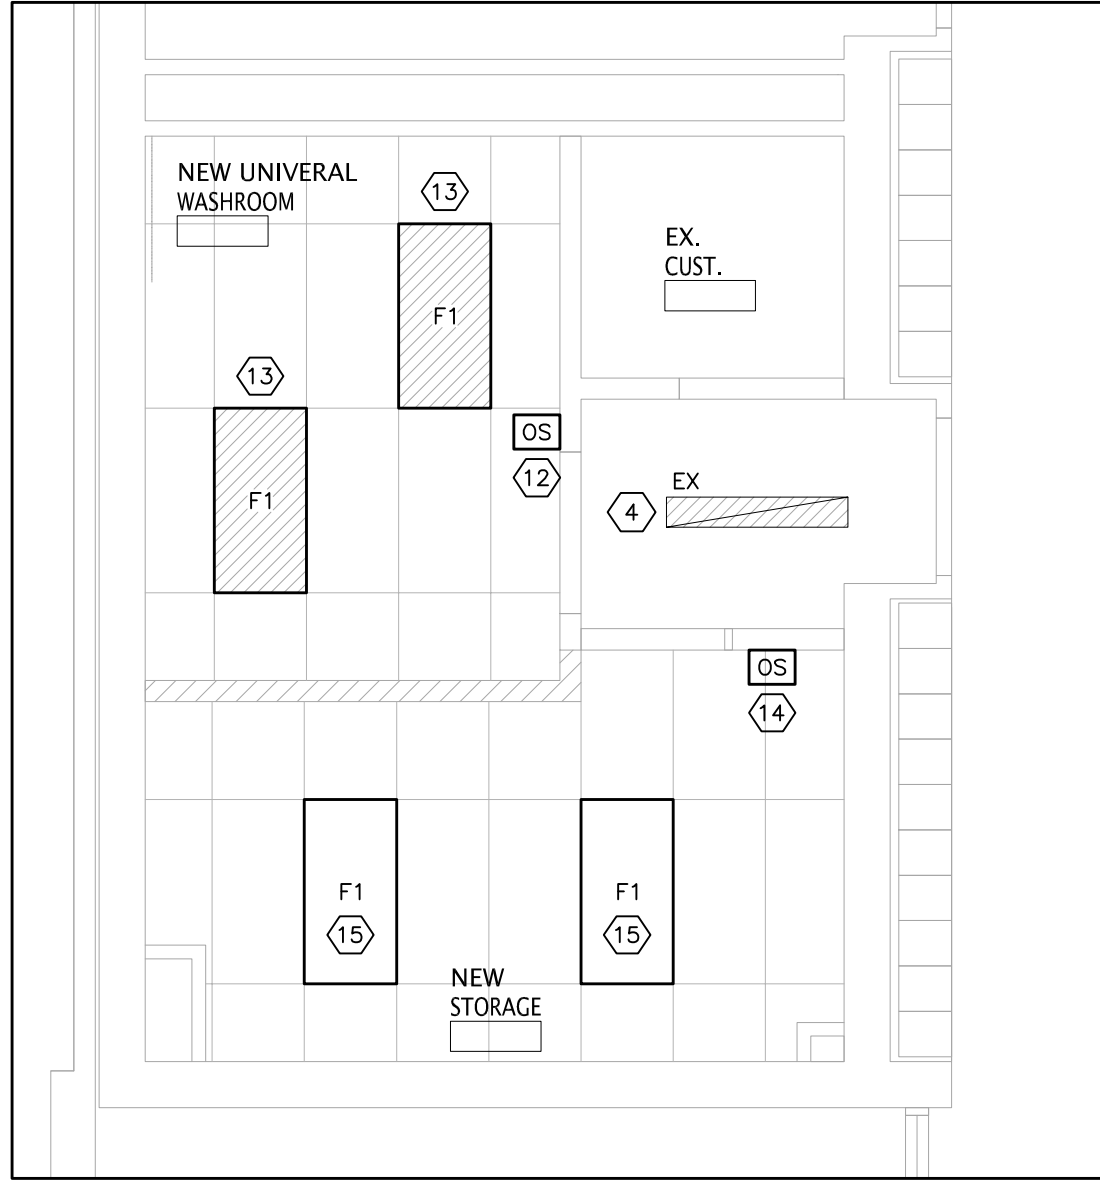 NEW UNIVERAL
WASHROOM
13
F1
EX.
CUST.
13
F1
OS
12
EX
4
OS
14
F1
15
F1
15
NEW
STORAGE